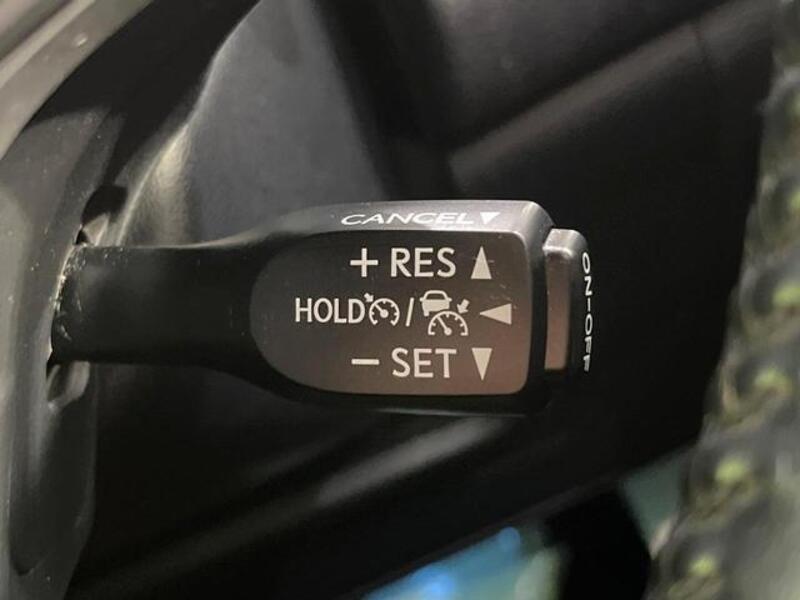 CANCEL▼
+ RES ▲
HOLD / ◀
− SET ▼
ON-OFF